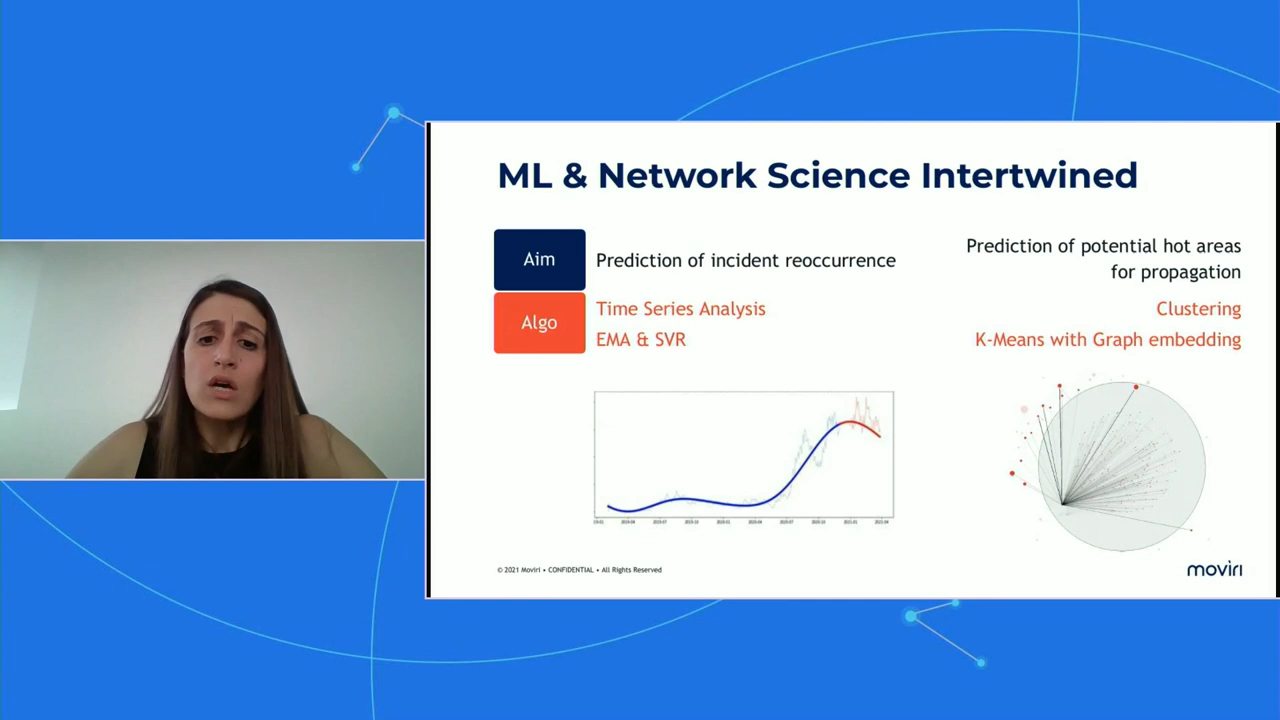 ML & Network Science Intertwined
Aim
Prediction of incident reoccurrence
Prediction of potential hot areas
for propagation
Algo
Time Series Analysis
EMA & SVR
Clustering
K-Means with Graph embedding
© 2021 Moviri • CONFIDENTIAL • All Rights Reserved
moviri